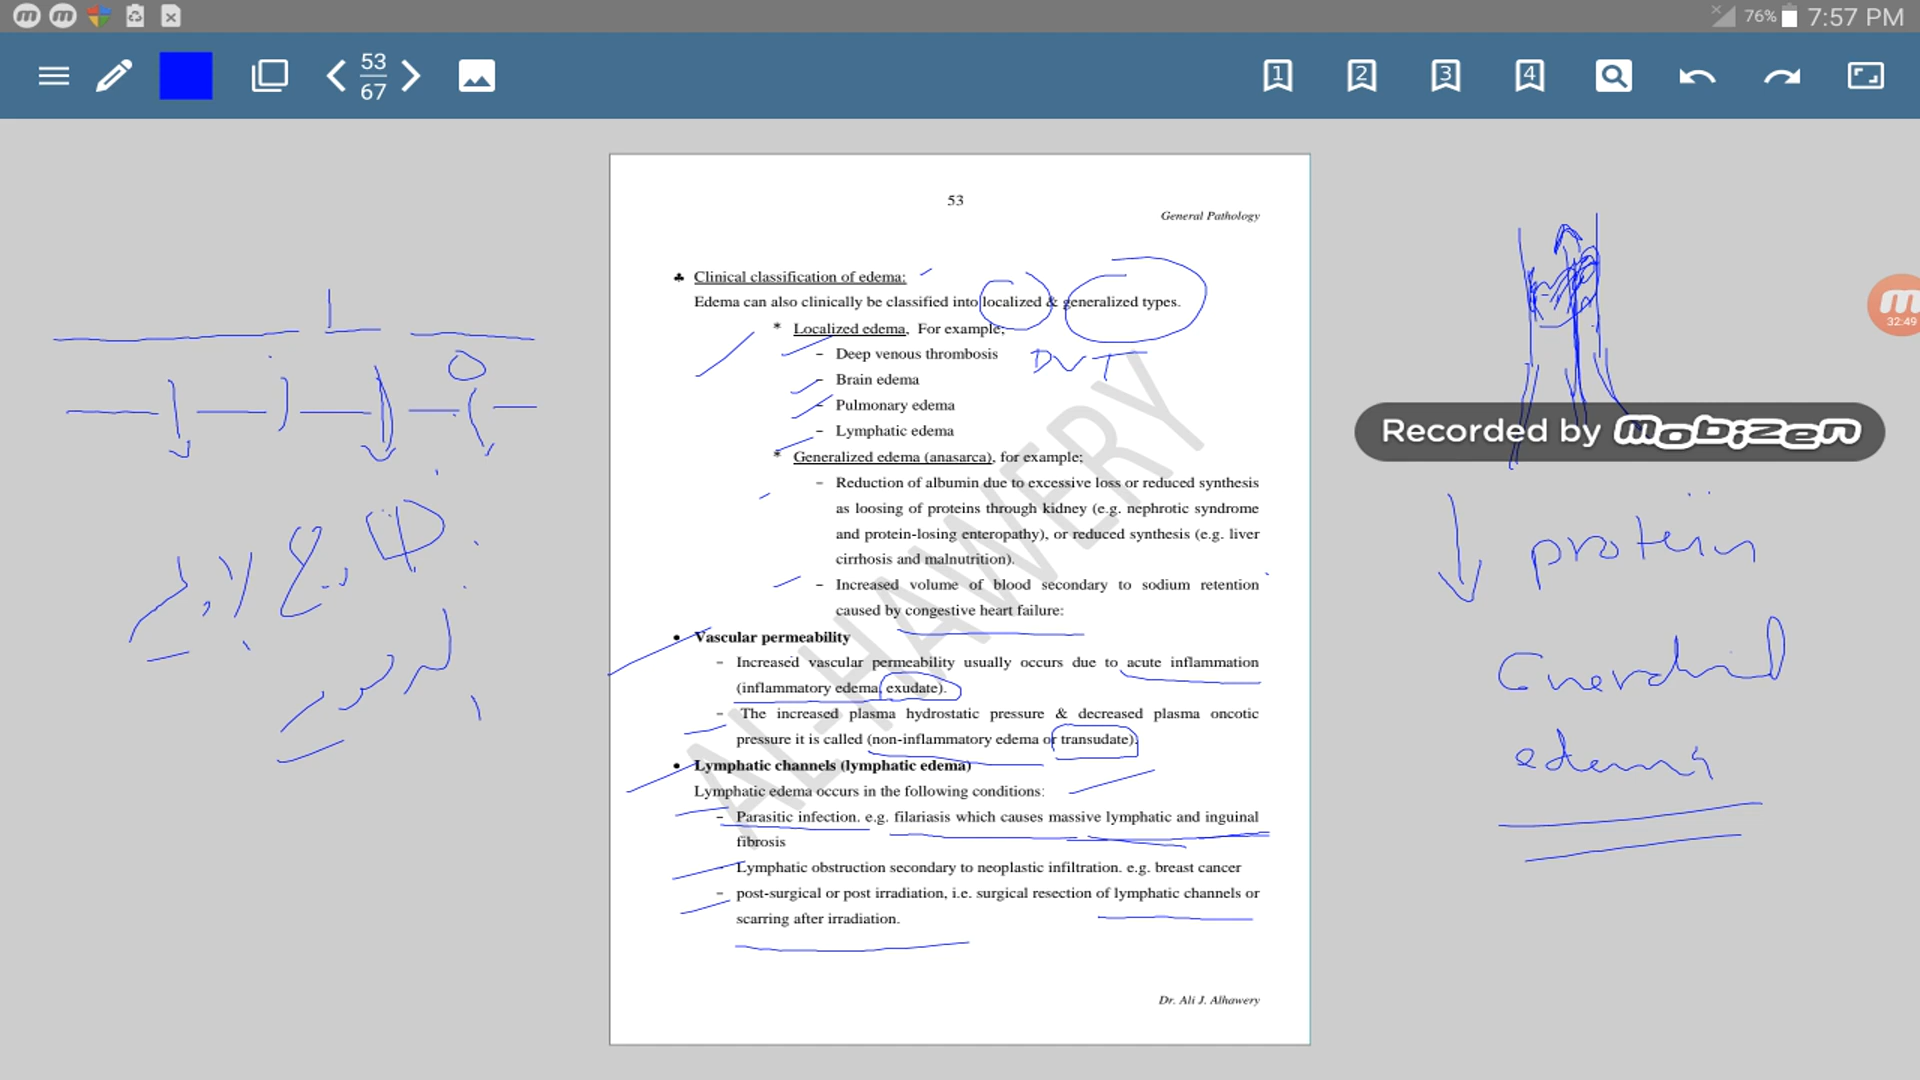 76% 7:57 PM
53
67
1 2 3 4
53
General Pathology
Clinical classification of edema:
Edema can also clinically be classified into localized & generalized types.
* Localized edema, For example;
- Deep venous thrombosis
DVT
- Brain edema
- Pulmonary edema
- Lymphatic edema
* Generalized edema (anasarca), for example;
- Reduction of albumin due to excessive loss or reduced synthesis
as loosing of proteins through kidney (e.g. nephrotic syndrome
and protein-losing enteropathy), or reduced synthesis (e.g. liver
cirrhosis and malnutrition).
- Increased volume of blood secondary to sodium retention
caused by congestive heart failure:
• Vascular permeability
- Increased vascular permeability usually occurs due to acute inflammation
(inflammatory edema, exudate).
- The increased plasma hydrostatic pressure & decreased plasma oncotic
pressure it is called (non-inflammatory edema or transudate).
• Lymphatic channels (lymphatic edema)
Lymphatic edema occurs in the following conditions:
- Parasitic infection. e.g. filariasis which causes massive lymphatic and inguinal
fibrosis
Lymphatic obstruction secondary to neoplastic infiltration. e.g. breast cancer
- post-surgical or post irradiation, i.e. surgical resection of lymphatic channels or
scarring after irradiation.
Dr. Ali J. Alhawery
AL-HAWERY
32:49
Recorded by mobizen
protein
edema